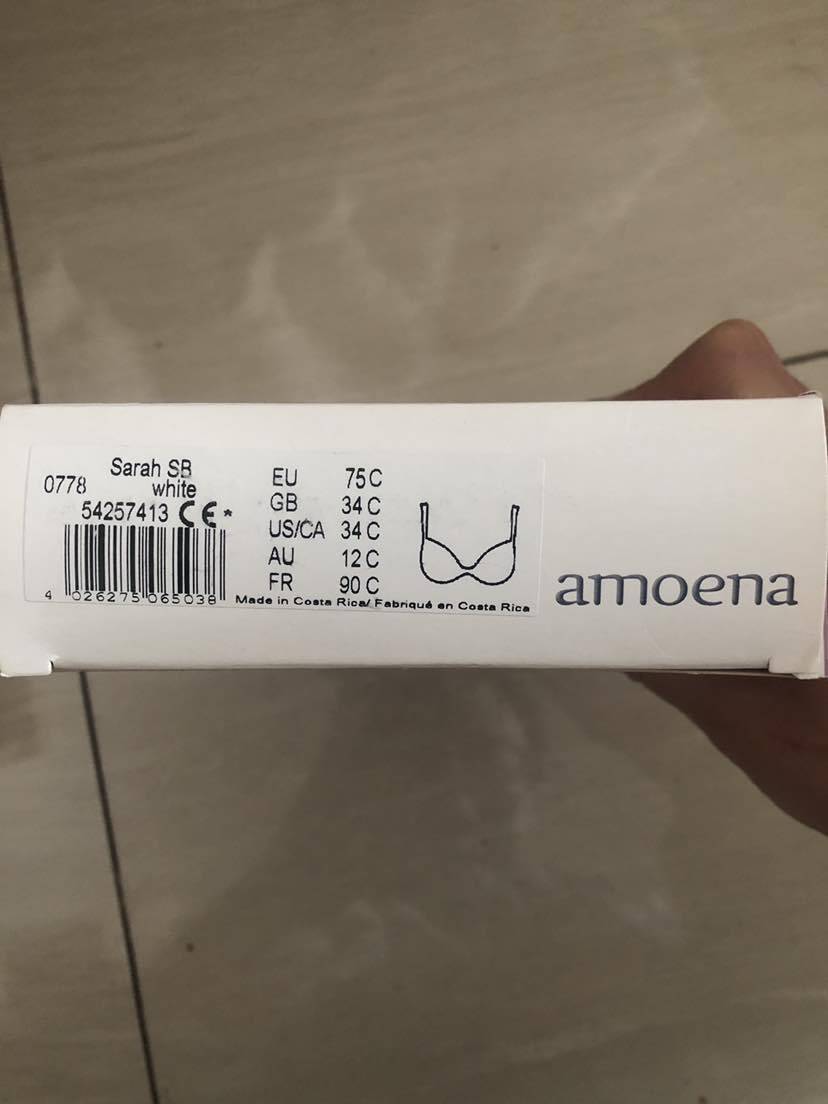 Sarah SB
0778 white
54257413 CE*
4 026275 065038
EU 75 C
GB 34 C
US/CA 34 C
AU 12 C
FR 90 C
Made in Costa Rica/ Fabriqué en Costa Rica
amoena